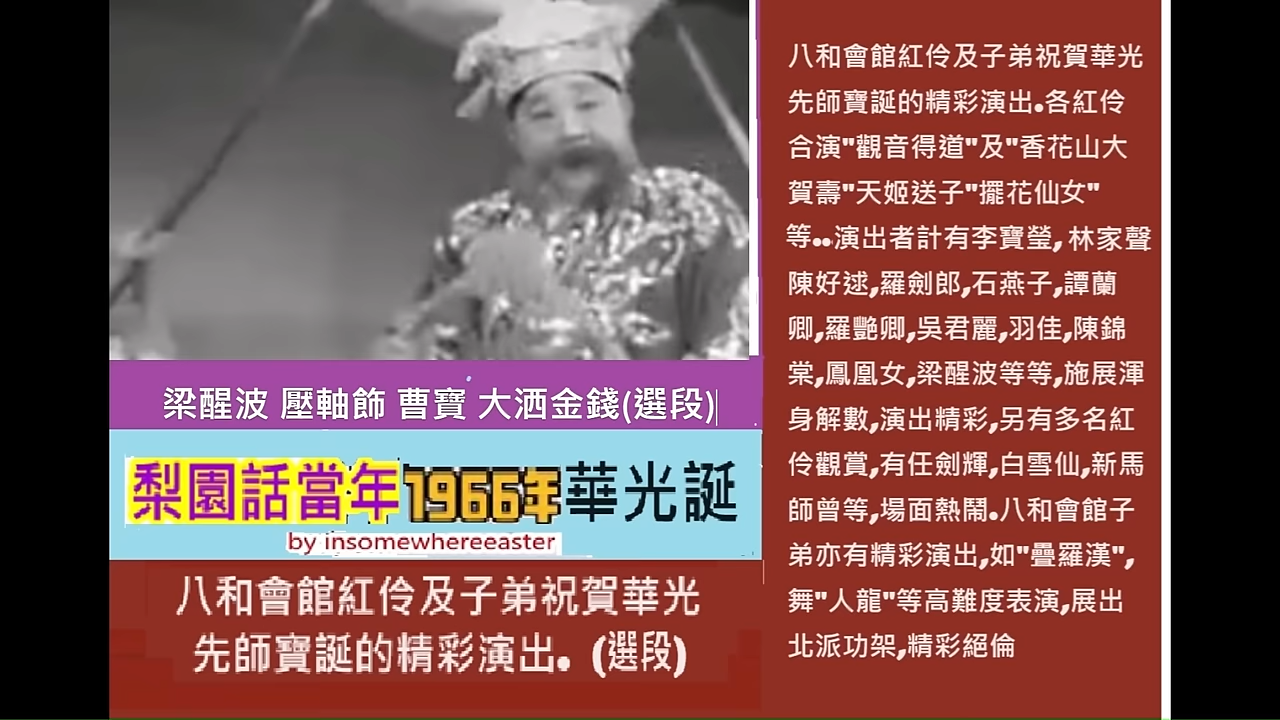 梁醒波 壓軸飾 曹寶 大洒金錢(選段)
梨園話當年1966年華光誕
by insomewhereeaster
八和會館紅伶及子弟祝賀華光
先師寶誕的精彩演出. (選段)
八和會館紅伶及子弟祝賀華光
先師寶誕的精彩演出.各紅伶
合演"觀音得道"及"香花山大
賀壽"天姬送子"擺花仙女"
等..演出者計有李寶瑩,林家聲
陳好逑,羅劍郎,石燕子,譚蘭
卿,羅艷卿,吳君麗,羽佳,陳錦
棠,鳳凰女,梁醒波等等,施展渾
身解數,演出精彩,另有多名紅
伶觀賞,有任劍輝,白雪仙,新馬
師曾等,場面熱鬧.八和會館子
弟亦有精彩演出,如"疊羅漢",
舞"人龍"等高難度表演,展出
北派功架,精彩絕倫